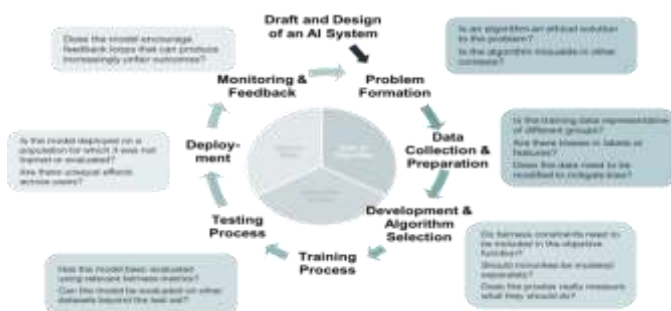 Draft and Design
of an AI System
Does the model encourage
feedback loops that can produce
increasingly unfair outcomes?
Is an algorithm an ethical solution
to the problem?
Is the algorithm misusable in other
contexts?
Monitoring &
Feedback
Problem
Formation
Is the model deployed on a
population for which it was not
trained or evaluated?
Are there unequal effects
across users?
Deploy-
ment
Data
Collection &
Preparation
Is the training data representative
of different groups?
Are there biases in labels or
features?
Does the data need to be
modified to mitigate bias?
Testing
Process
Development &
Algorithm
Selection
Training
Process
Has the model been evaluated
using relevant fairness metrics?
Can the model be evaluated on other
datasets beyond the test set?
Do fairness constraints need to
be included in the objective
function?
Should minorities be modeled
separately?
Does the proxies really measure
what they should do?